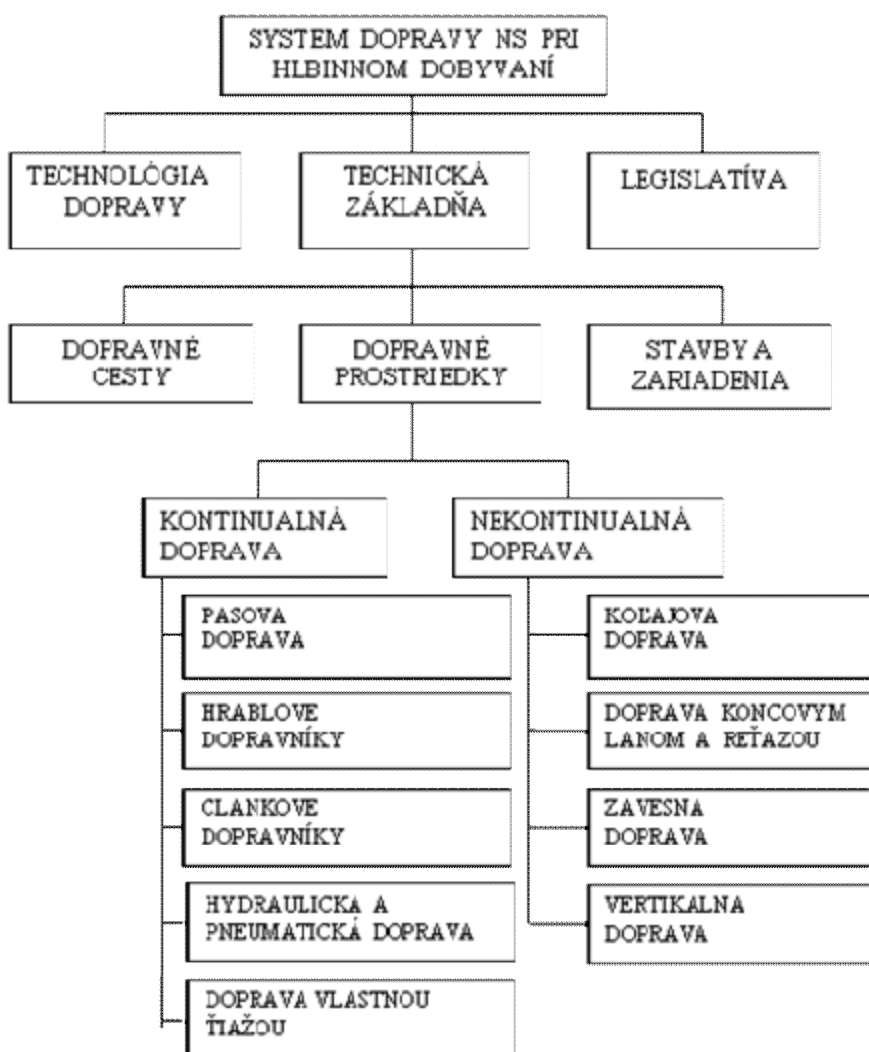 SYSTEM DOPRAVY NS PRI
HLBINNOM DOBYVANÍ
TECHNOLÓGIA
DOPRAVY
TECHNICKÁ
ZÁKLADŇA
LEGISLATÍVA
DOPRAVNÉ
CESTY
DOPRAVNÉ
PROSTRIEDKY
STAVBY A
ZARIADENIA
KONTINUALNÁ
DOPRAVA
NEKONTINUALNÁ
DOPRAVA
PASOVA
DOPRAVA
HRABLOVE
DOPRAVNÍKY
CLANKOVE
DOPRAVNÍKY
HYDRAULICKA A
PNEUMATICKÁ DOPRAVA
DOPRAVA VLASTNOU
ŤIAŽOU
KOĽAJOVA
DOPRAVA
DOPRAVA KONCOVYM
LANOM A REŤAZOU
ZAVESNA
DOPRAVA
VERTIKALNA
DOPRAVA